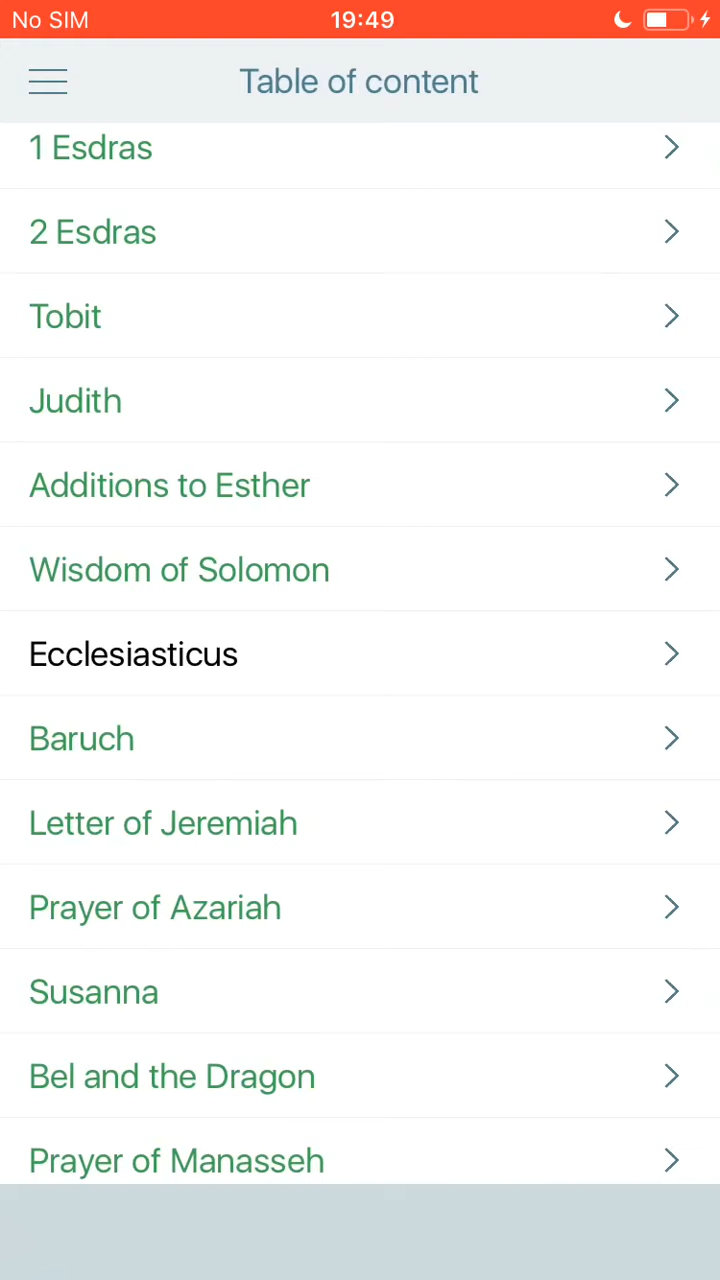 No SIM 19:49
Table of content
1 Esdras
2 Esdras
Tobit
Judith
Additions to Esther
Wisdom of Solomon
Ecclesiasticus
Baruch
Letter of Jeremiah
Prayer of Azariah
Susanna
Bel and the Dragon
Prayer of Manasseh